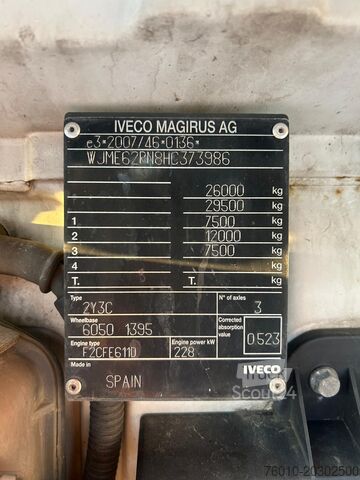 IVECO MAGIRUS AG
e3*2007/46*0136*
WJME62RN8HC373986
26000 kg
29500 kg
1 7500 kg
2 12000 kg
3 7500 kg
4 kg
T. T. kg
Type N° of axles
2Y3C 3
Wheelbase Corrected absorption value
6050 1395 0.523
Engine type Engine power kW
F2CFE611D 228
Made in IVECO
SPAIN
Truck
Scout24
76010-20302500